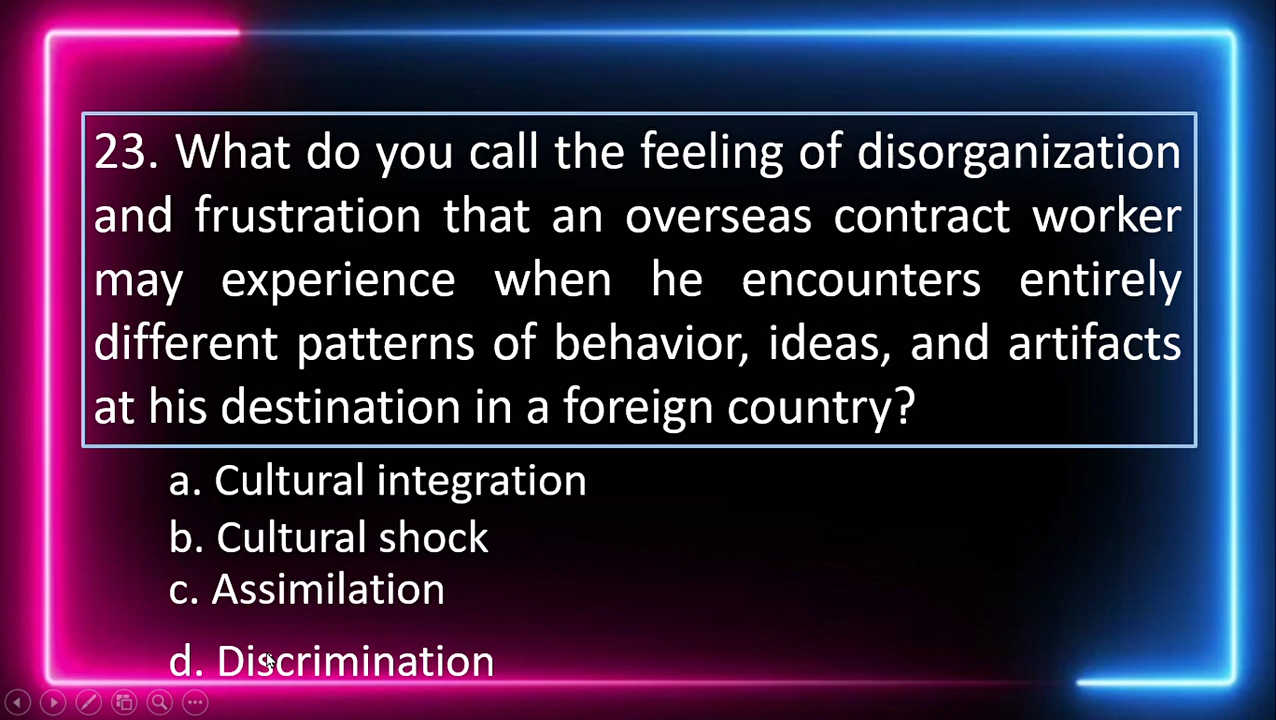 23. What do you call the feeling of disorganization
and frustration that an overseas contract worker
may experience when he encounters entirely
different patterns of behavior, ideas, and artifacts
at his destination in a foreign country?
a. Cultural integration
b. Cultural shock
c. Assimilation
d. Discrimination